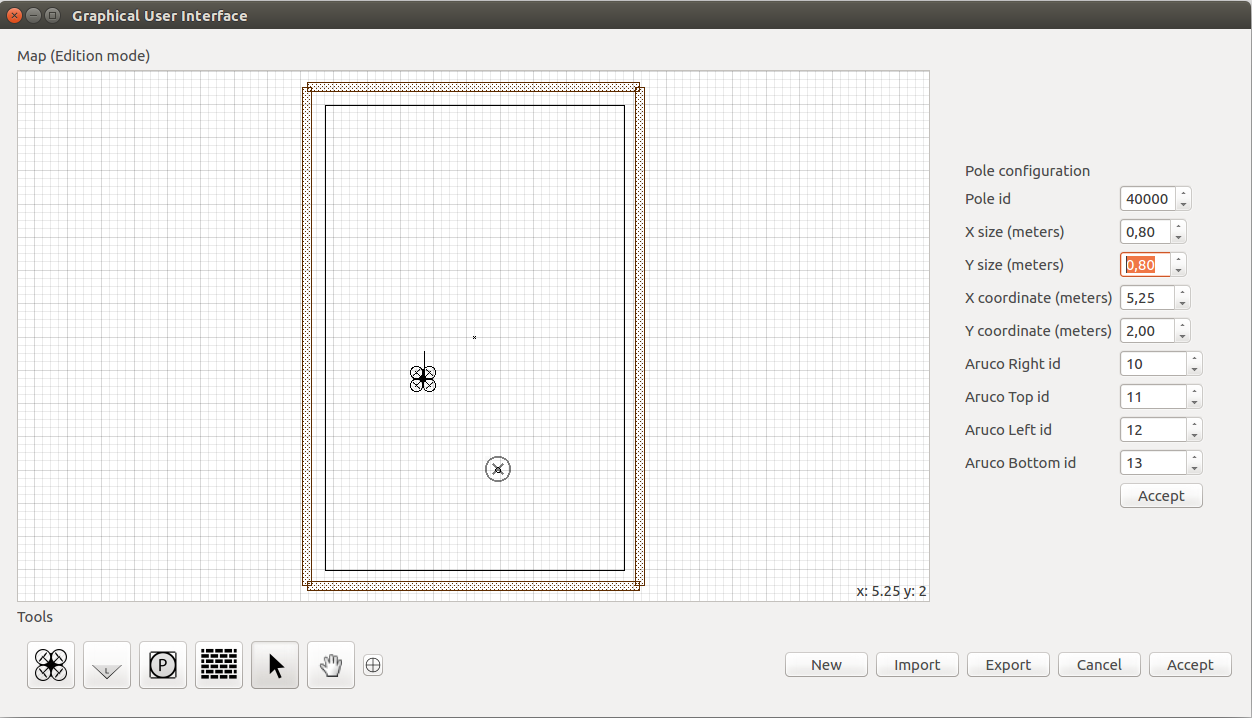 Graphical User Interface
Map (Edition mode)
x: 5.25 y: 2
Pole configuration
Pole id 40000
X size (meters) 0,80
Y size (meters) 0,80
X coordinate (meters) 5,25
Y coordinate (meters) 2,00
Aruco Right id 10
Aruco Top id 11
Aruco Left id 12
Aruco Bottom id 13
Accept
Tools
L P
New Import Export Cancel Accept